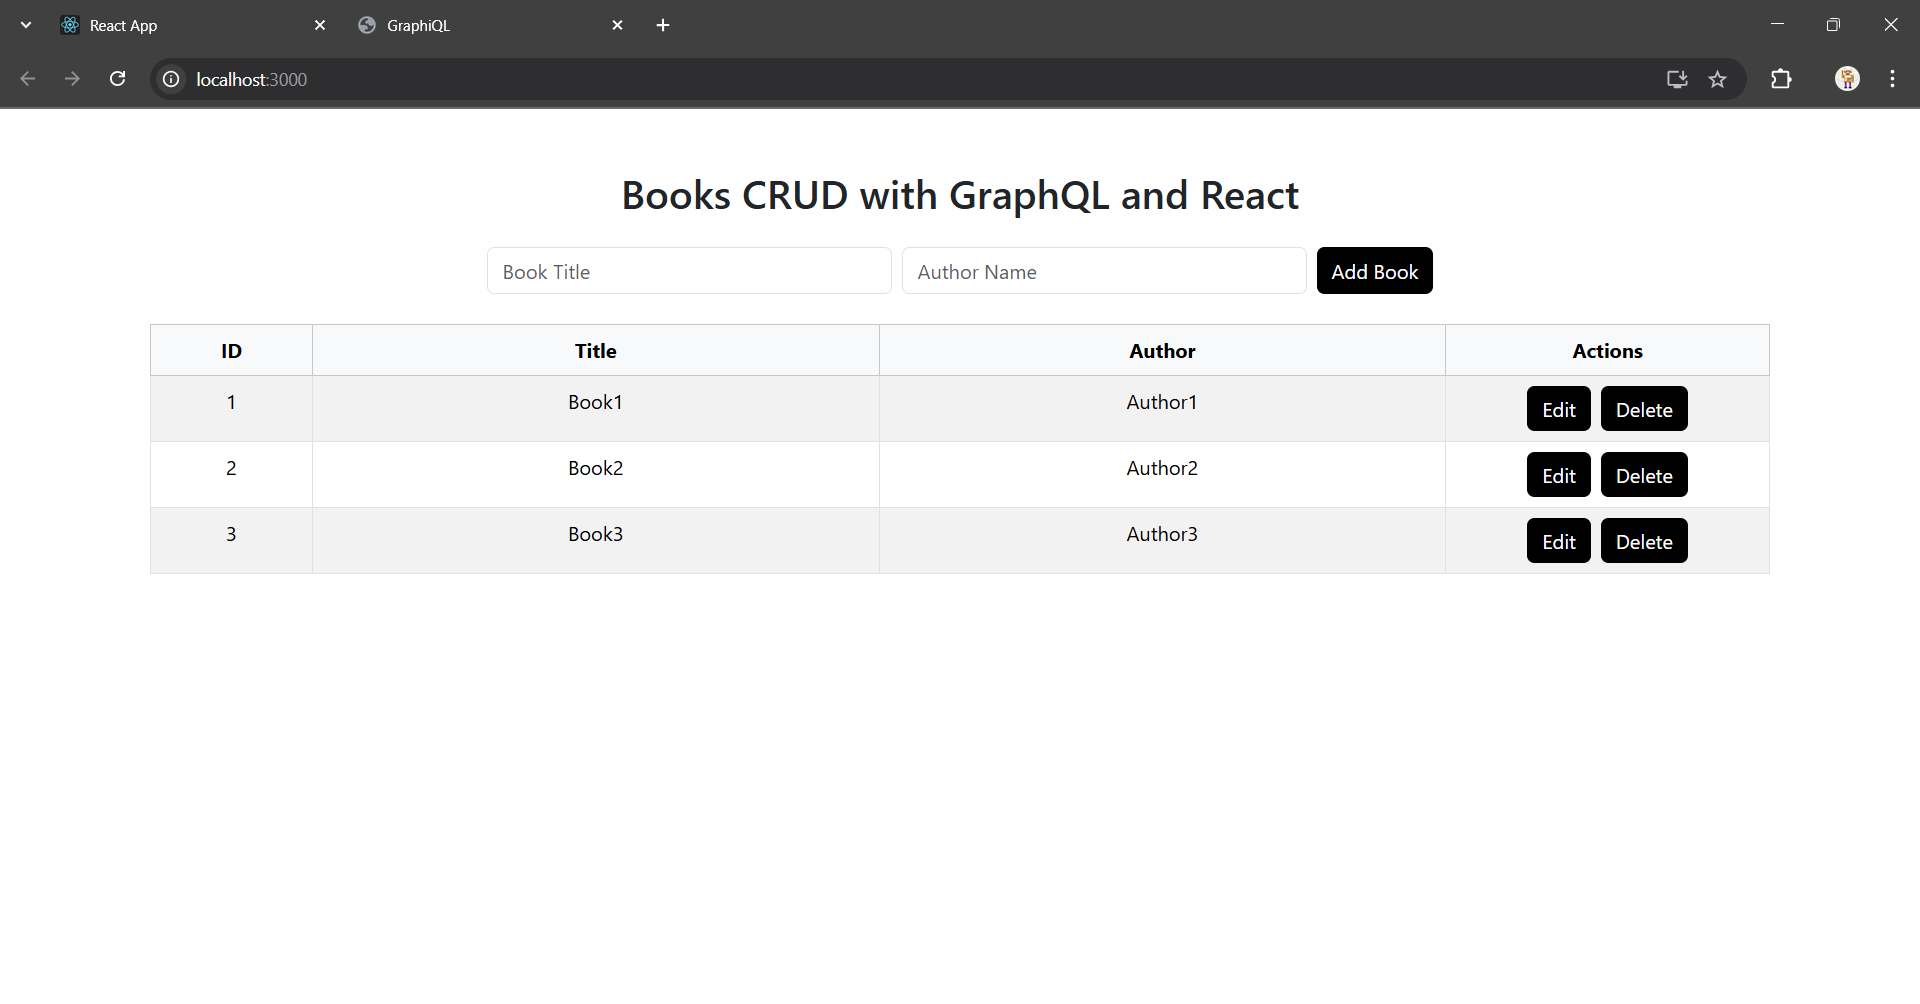 React App
GraphiQL
localhost:3000
Books CRUD with GraphQL and React
Book Title
Author Name
Add Book
ID Title Author Actions
1 Book1 Author1 Edit Delete
2 Book2 Author2 Edit Delete
3 Book3 Author3 Edit Delete